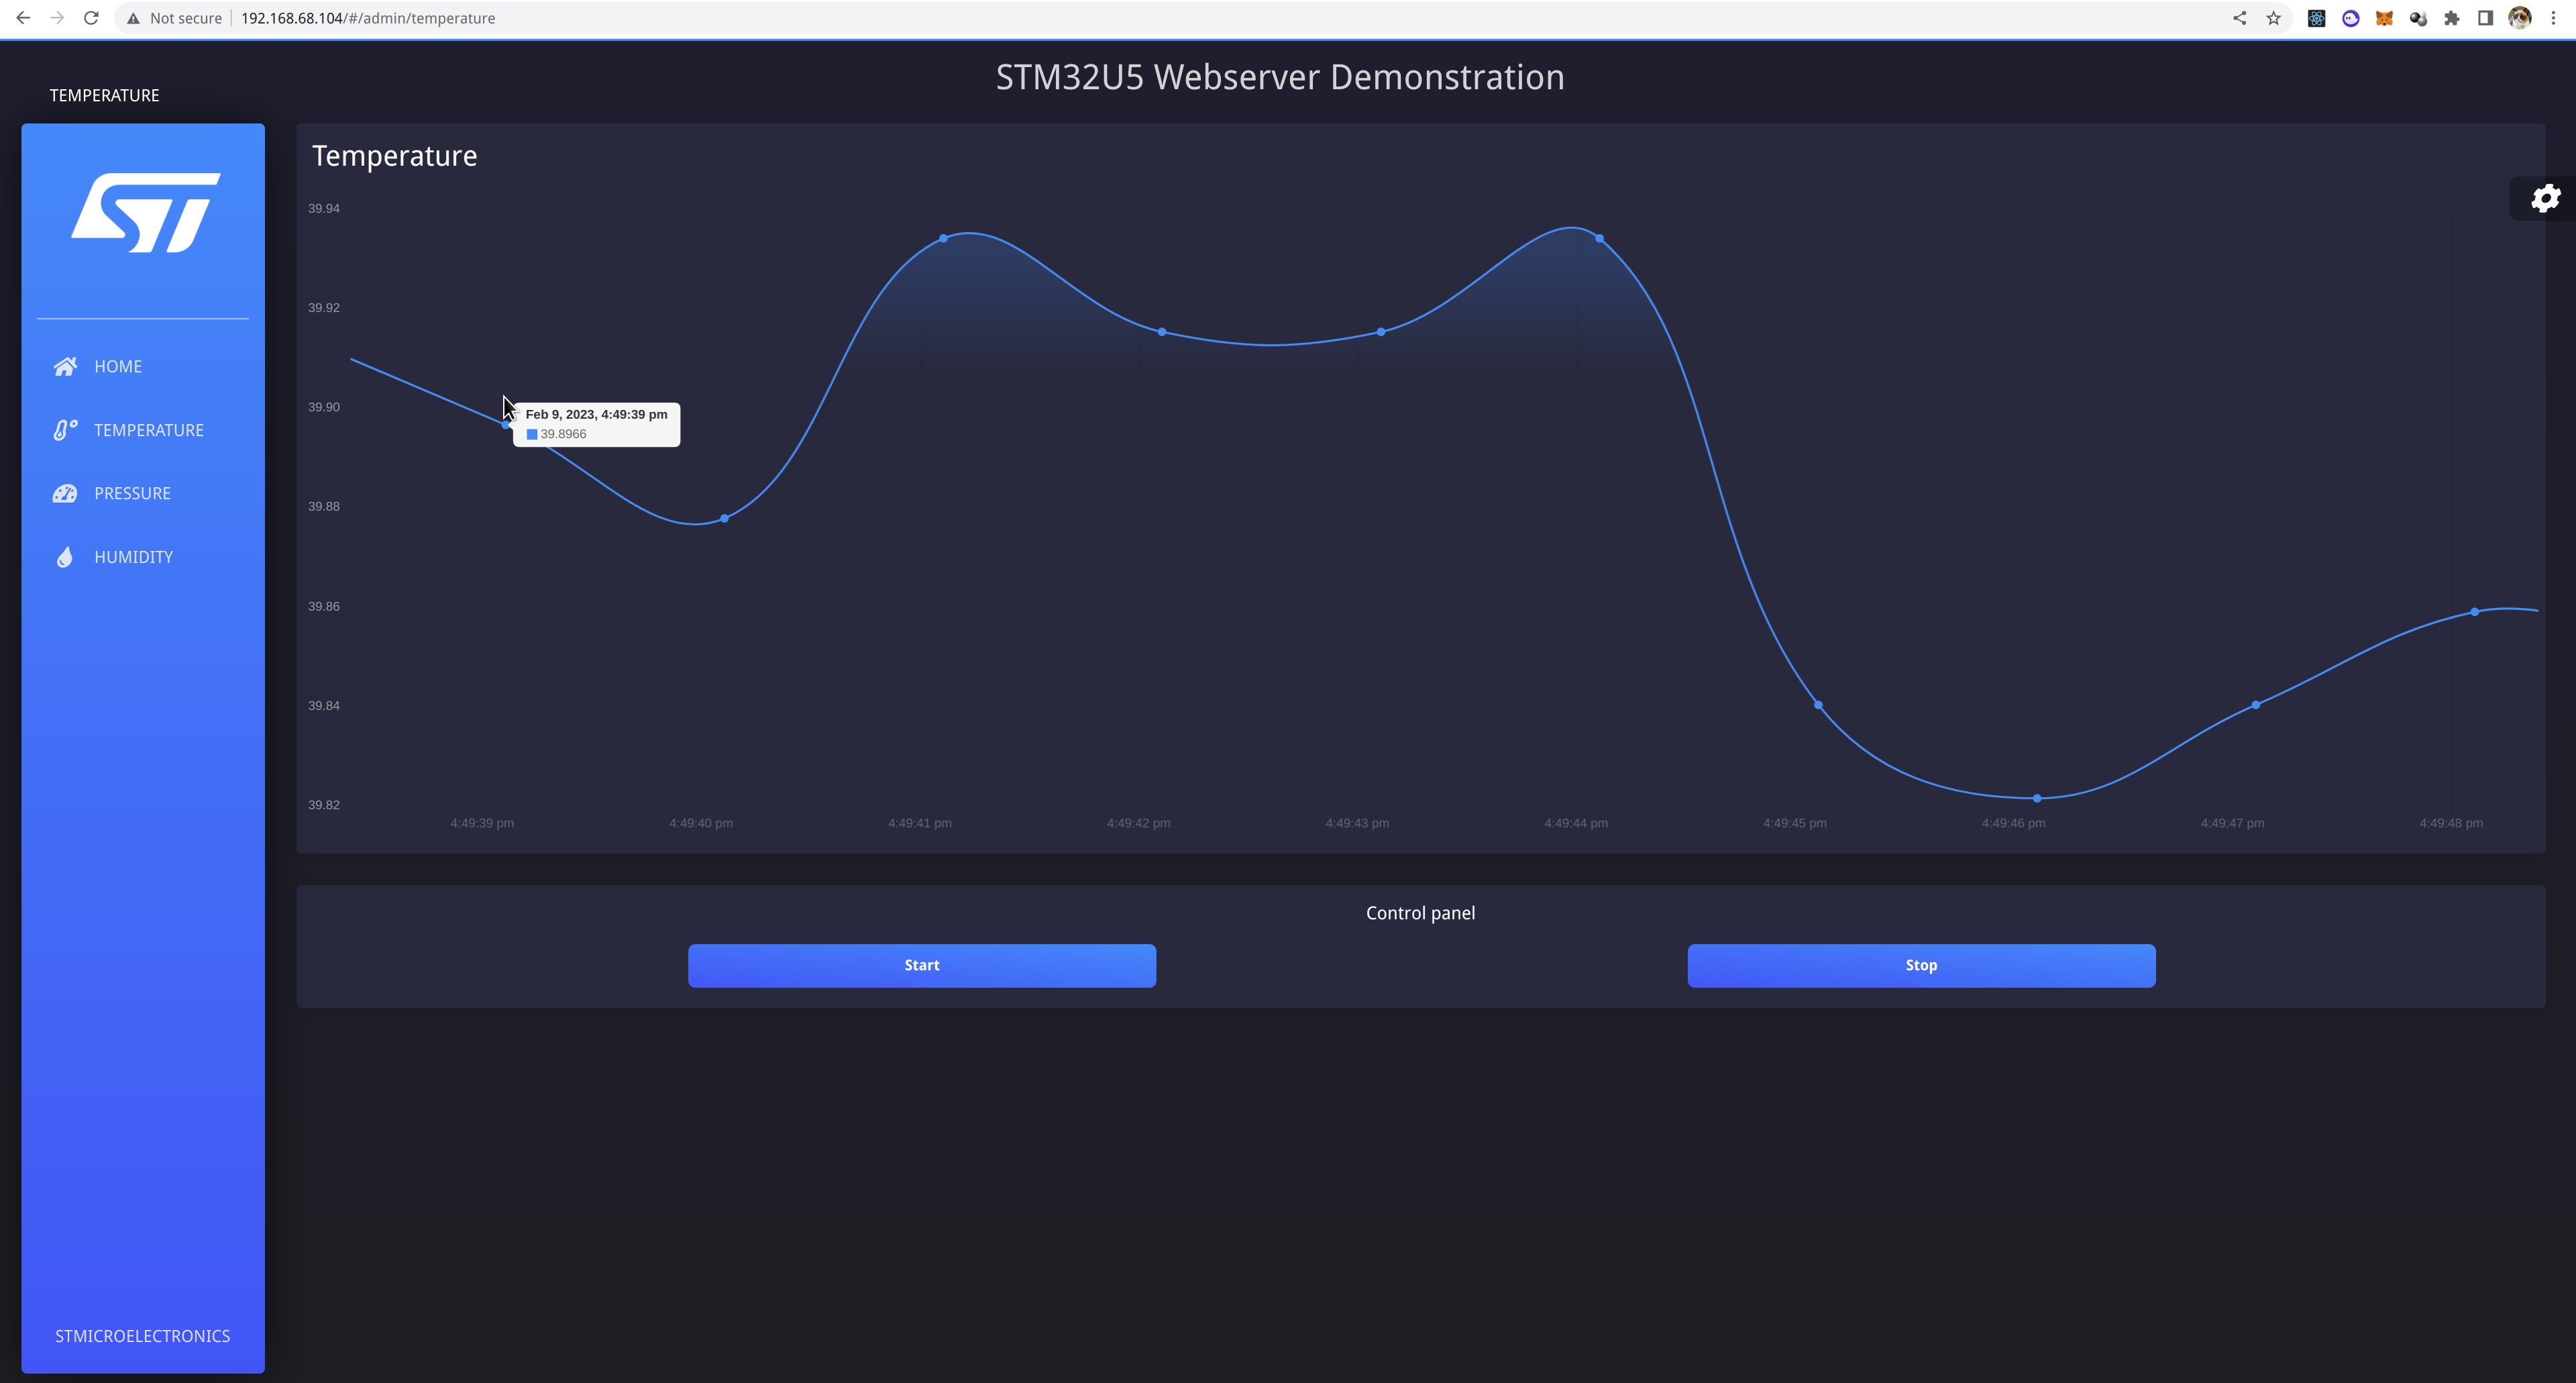 Not secure
192.168.68.104/#/admin/temperature
STM32U5 Webserver Demonstration
TEMPERATURE
ST
HOME
TEMPERATURE
PRESSURE
HUMIDITY
STMICROELECTRONICS
Temperature
39.94
39.92
39.90
39.88
39.86
39.84
39.82
Feb 9, 2023, 4:49:39 pm
39.8966
4:49:39 pm 4:49:40 pm 4:49:41 pm 4:49:42 pm 4:49:43 pm 4:49:44 pm 4:49:45 pm 4:49:46 pm 4:49:47 pm 4:49:48 pm
Control panel
Start
Stop